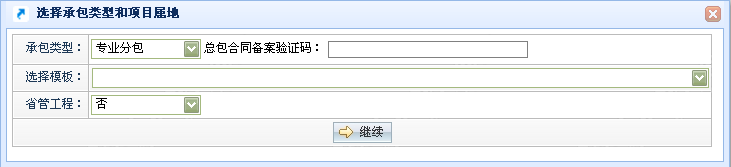 选择承包类型和项目属地
承包类型： 专业分包 总包合同备案验证码：
选择模板：
省管工程： 否
继续